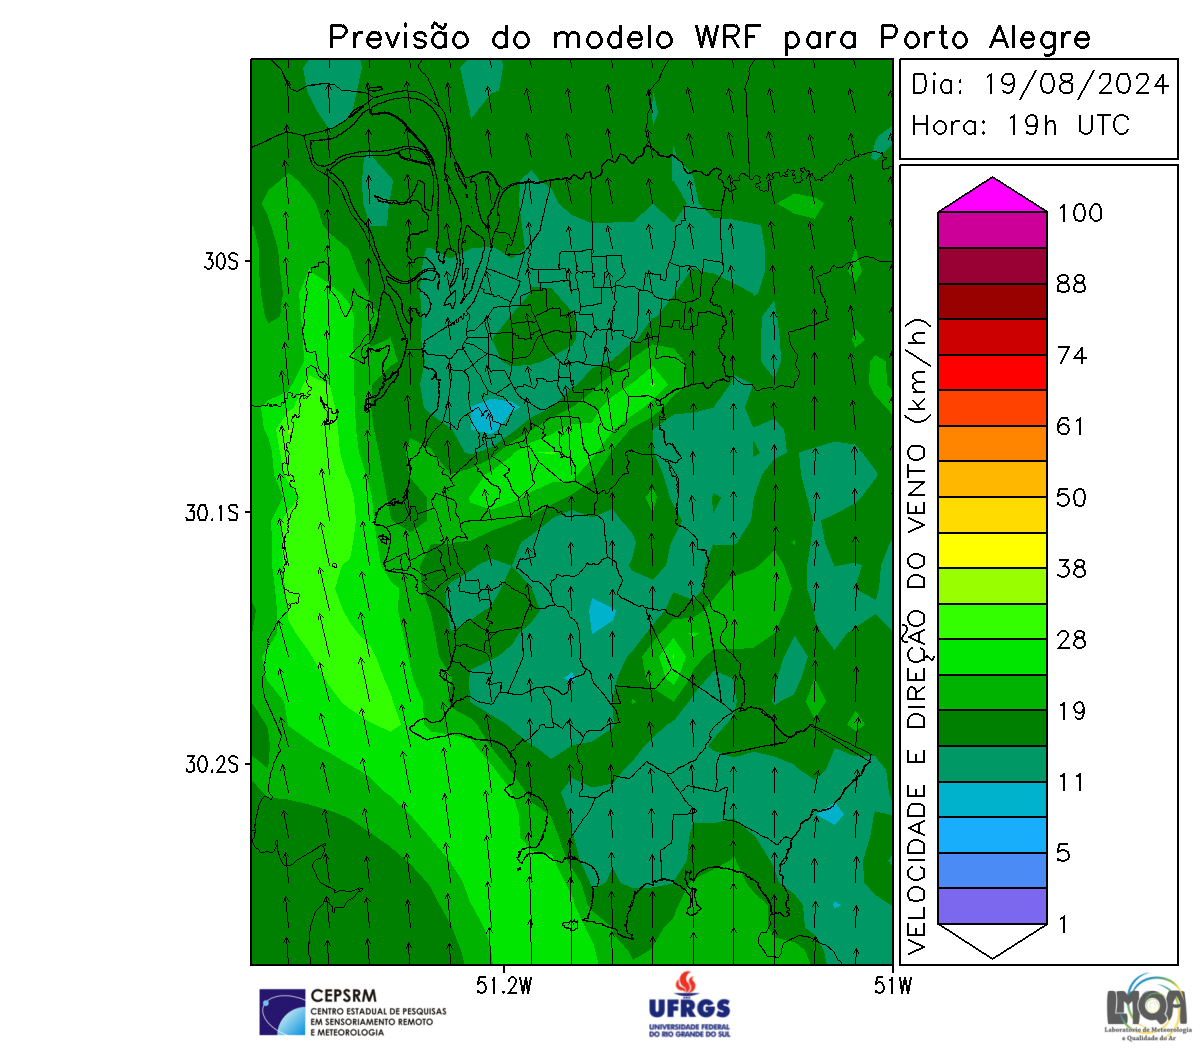 Previsão do modelo WRF para Porto Alegre
Dia: 19/08/2024
Hora: 19h UTC
30S
30.1S
30.2S
51.2W
51W
VELOCIDADE E DIREÇÃO DO VENTO (km/h)
100
88
74
61
50
38
28
19
11
5
1
CEPSRM
CENTRO ESTADUAL DE PESQUISAS
EM SENSORIAMENTO REMOTO
E METEOROLOGIA
UFRGS
UNIVERSIDADE FEDERAL
DO RIO GRANDE DO SUL
LMQA
Laboratório de Meteorologia
e Qualidade do Ar